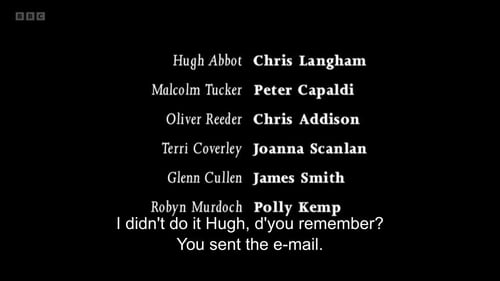 BBC
Hugh Abbot Chris Langham
Malcolm Tucker Peter Capaldi
Oliver Reeder Chris Addison
Terri Coverley Joanna Scanlan
Glenn Cullen James Smith
Robyn Murdoch Polly Kemp
I didn't do it Hugh, d'you remember?
You sent the e-mail.